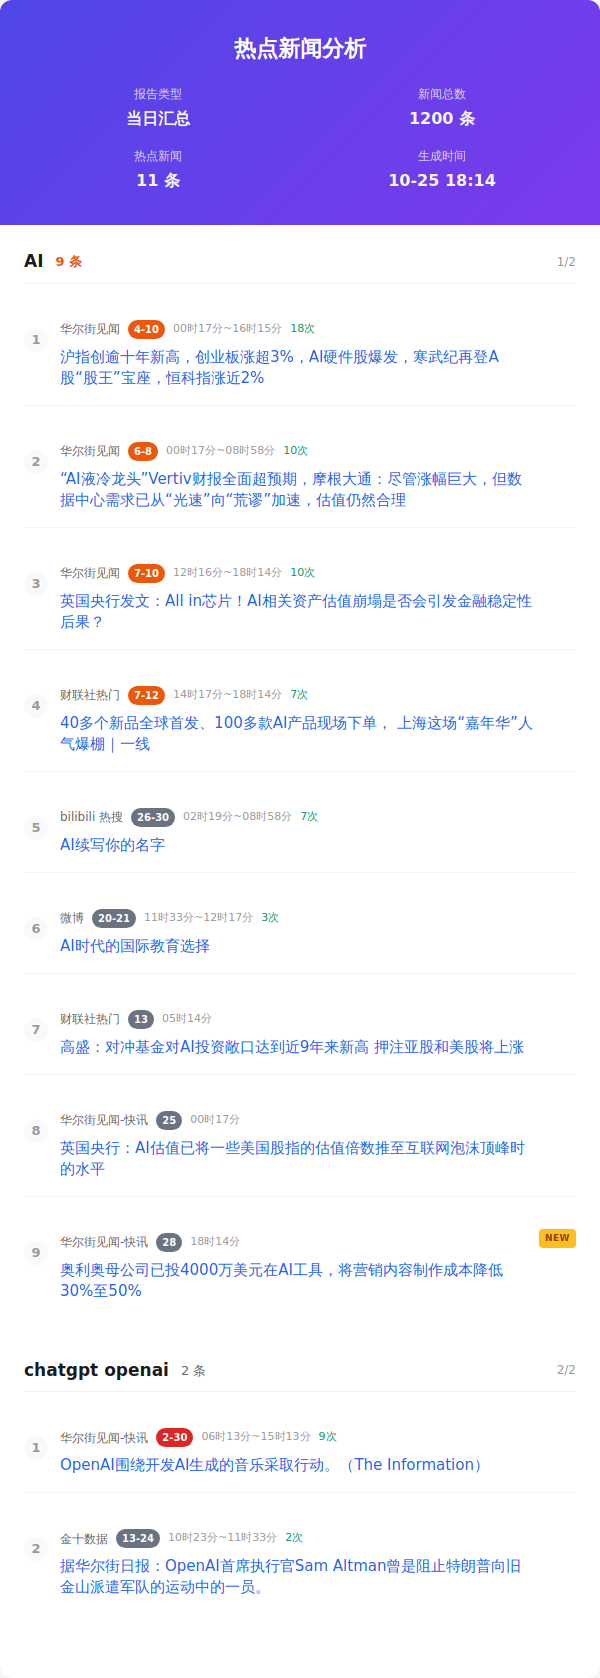 热点新闻分析
报告类型
新闻总数
当日汇总
1200 条
热点新闻
生成时间
11 条
10-25 18:14
AI 9 条 1/2
1
华尔街见闻 4-10 00时17分~16时15分 18次
沪指创逾十年新高，创业板涨超3%，AI硬件股爆发，寒武纪再登A
股“股王”宝座，恒科指涨近2%
2
华尔街见闻 6-8 00时17分~08时58分 10次
“AI液冷龙头”Vertiv财报全面超预期，摩根大通：尽管涨幅巨大，但数
据中心需求已从“光速”向“荒谬”加速，估值仍然合理
3
华尔街见闻 7-10 12时16分~18时14分 10次
英国央行发文：All in芯片！AI相关资产估值崩塌是否会引发金融稳定性
后果？
4
财联社热门 7-12 14时17分~18时14分 7次
40多个新品全球首发、100多款AI产品现场下单， 上海这场“嘉年华”人
气爆棚｜一线
5
bilibili 热搜 26-30 02时19分~08时58分 7次
AI续写你的名字
6
微博 20-21 11时33分~12时17分 3次
AI时代的国际教育选择
7
财联社热门 13 05时14分
高盛：对冲基金对AI投资敞口达到近9年来新高 押注亚股和美股将上涨
8
华尔街见闻-快讯 25 00时17分
英国央行：AI估值已将一些美国股指的估值倍数推至互联网泡沫顶峰时
的水平
9
华尔街见闻-快讯 28 18时14分 NEW
奥利奥母公司已投4000万美元在AI工具，将营销内容制作成本降低
30%至50%
chatgpt openai 2 条 2/2
1
华尔街见闻-快讯 2-30 06时13分~15时13分 9次
OpenAI围绕开发AI生成的音乐采取行动。（The Information）
2
金十数据 13-24 10时23分~11时33分 2次
据华尔街日报：OpenAI首席执行官Sam Altman曾是阻止特朗普向旧
金山派遣军队的运动中的一员。